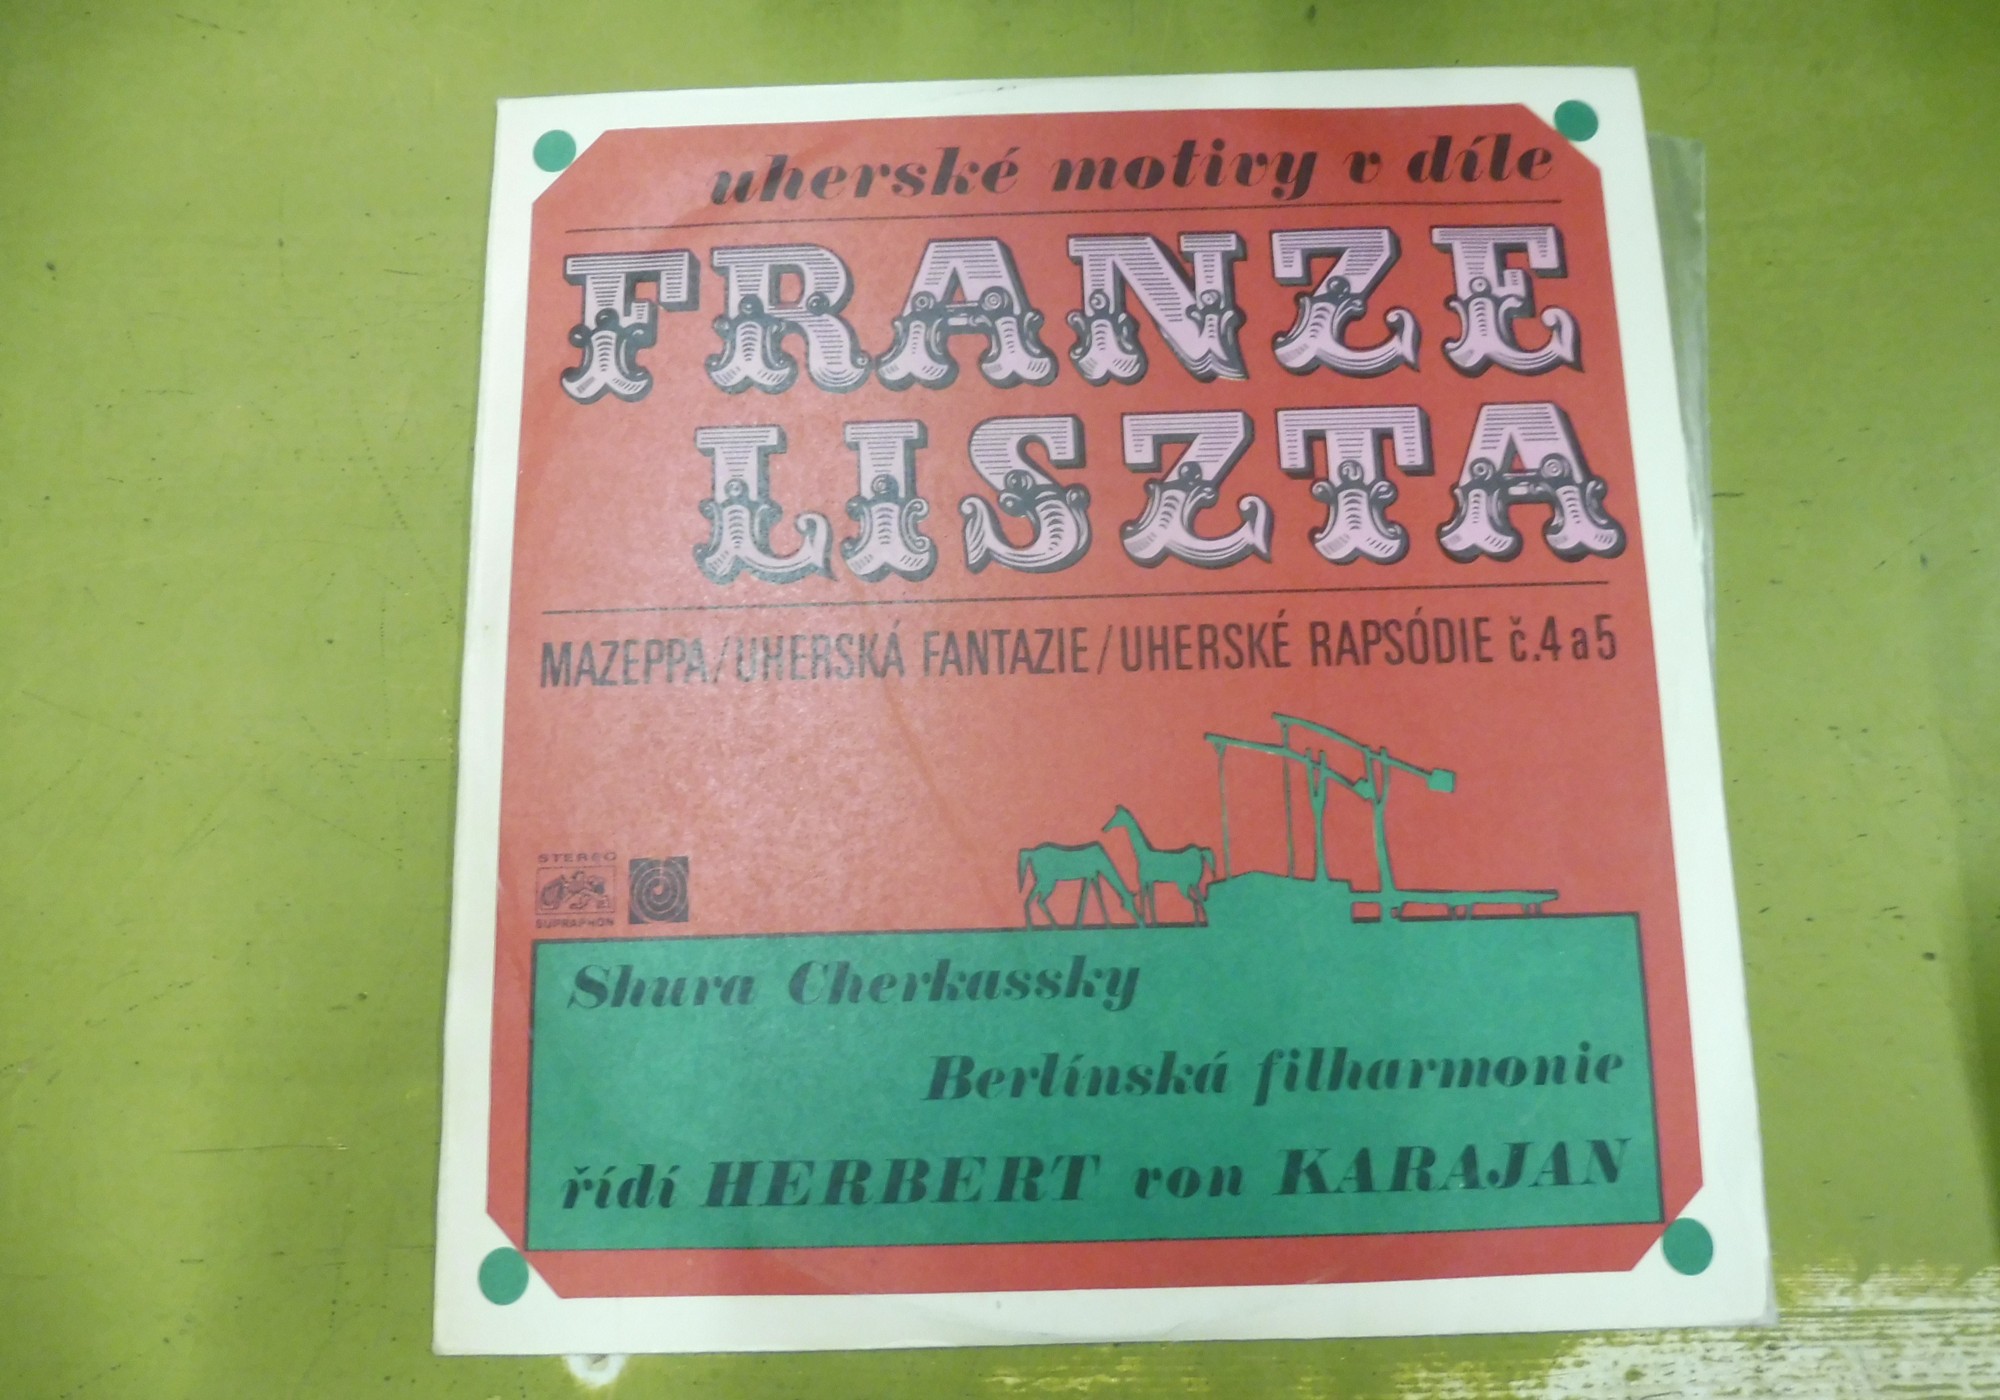 uherské motivy v díle
FRANZE
LISZTA
MAZEPPA/UHERSKÁ FANTAZIE/UHERSKÉ RAPSÓDIE č.4 a 5
STEREO
SUPRAPHON
Shura Cherkassky
Berlínská filharmonie
řídí HERBERT von KARAJAN